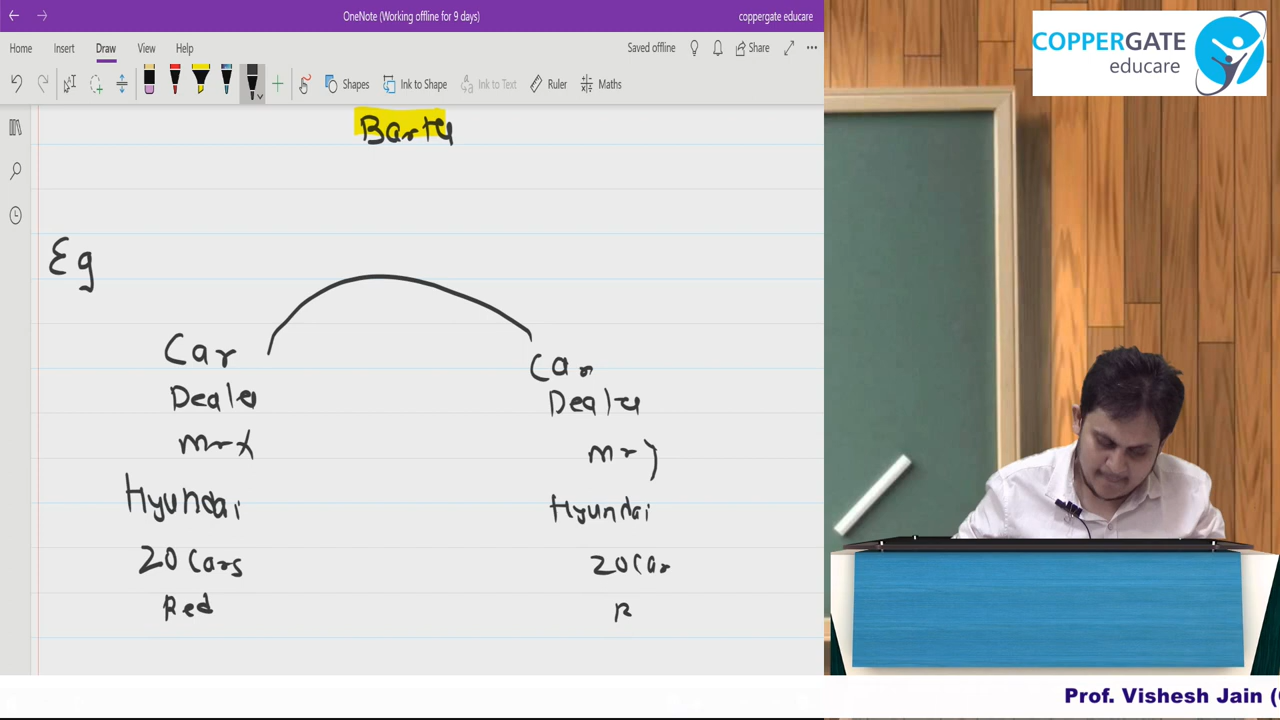 OneNote (Working offline for 9 days)
coppergate educare
Home Insert Draw View Help
Saved offline
Share
Shapes
Ink to Shape
Ink to Text
Ruler
Maths
Barter
Eg
Car
Dealer
Mr X
Hyundai
20 Cars
Red
Car
Dealer
Mr Y
Hyundai
20 Car
B
COPPERGATE
educare
Prof. Vishesh Jain (